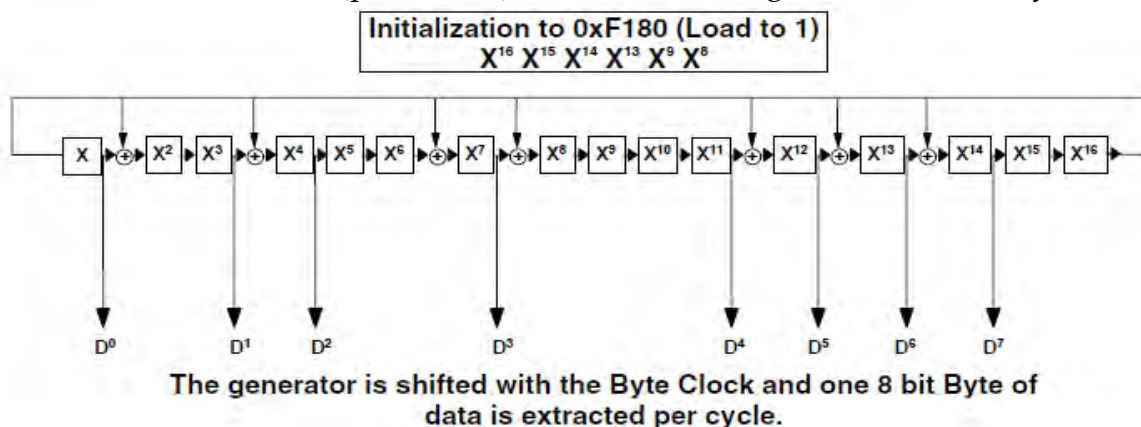 Initialization to 0xF180 (Load to 1)
X¹⁶ X¹⁵ X¹⁴ X¹³ X⁹ X⁸
X X² X³ X⁴ X⁵ X⁶ X⁷ X⁸ X⁹ X¹⁰ X¹¹ X¹² X¹³ X¹⁴ X¹⁵ X¹⁶
D⁰ D¹ D² D³ D⁴ D⁵ D⁶ D⁷
The generator is shifted with the Byte Clock and one 8 bit Byte of
data is extracted per cycle.